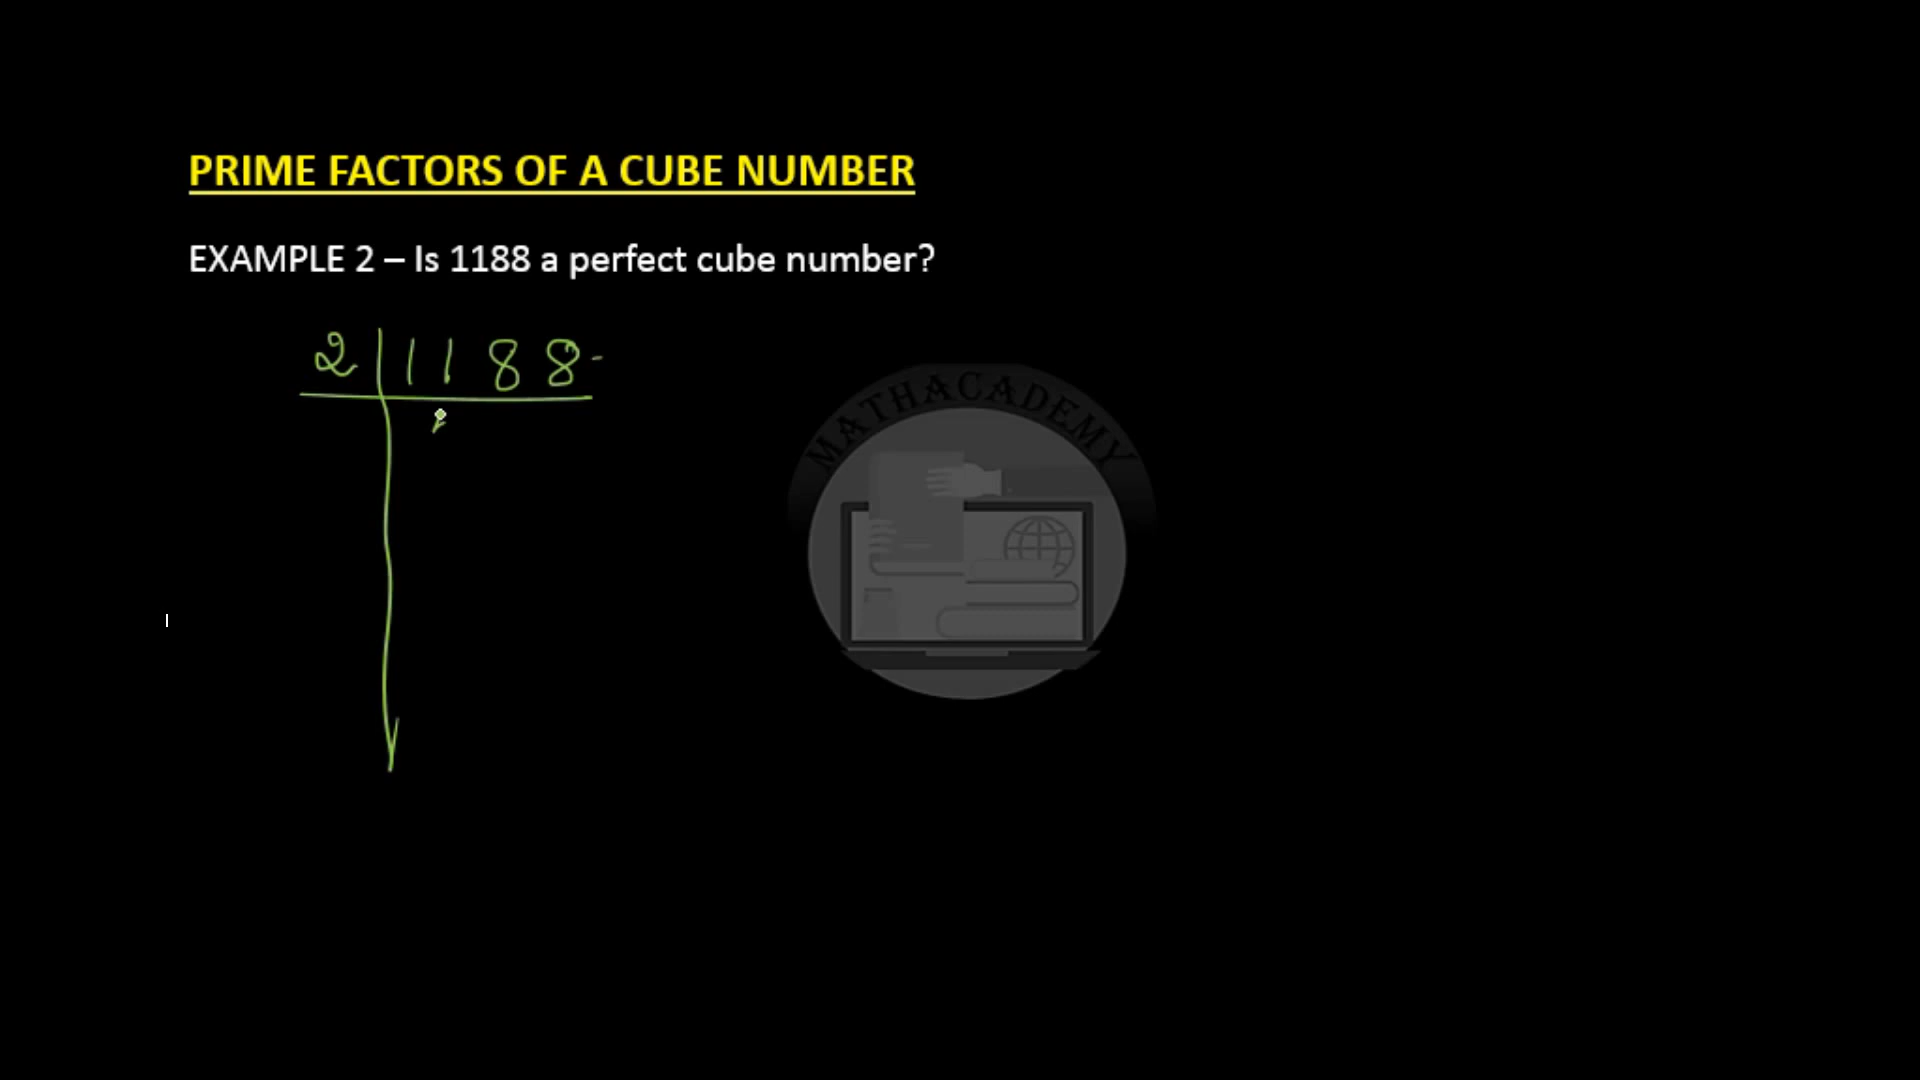 PRIME FACTORS OF A CUBE NUMBER
EXAMPLE 2 – Is 1188 a perfect cube number?
2 | 1188
MATHACADEMY